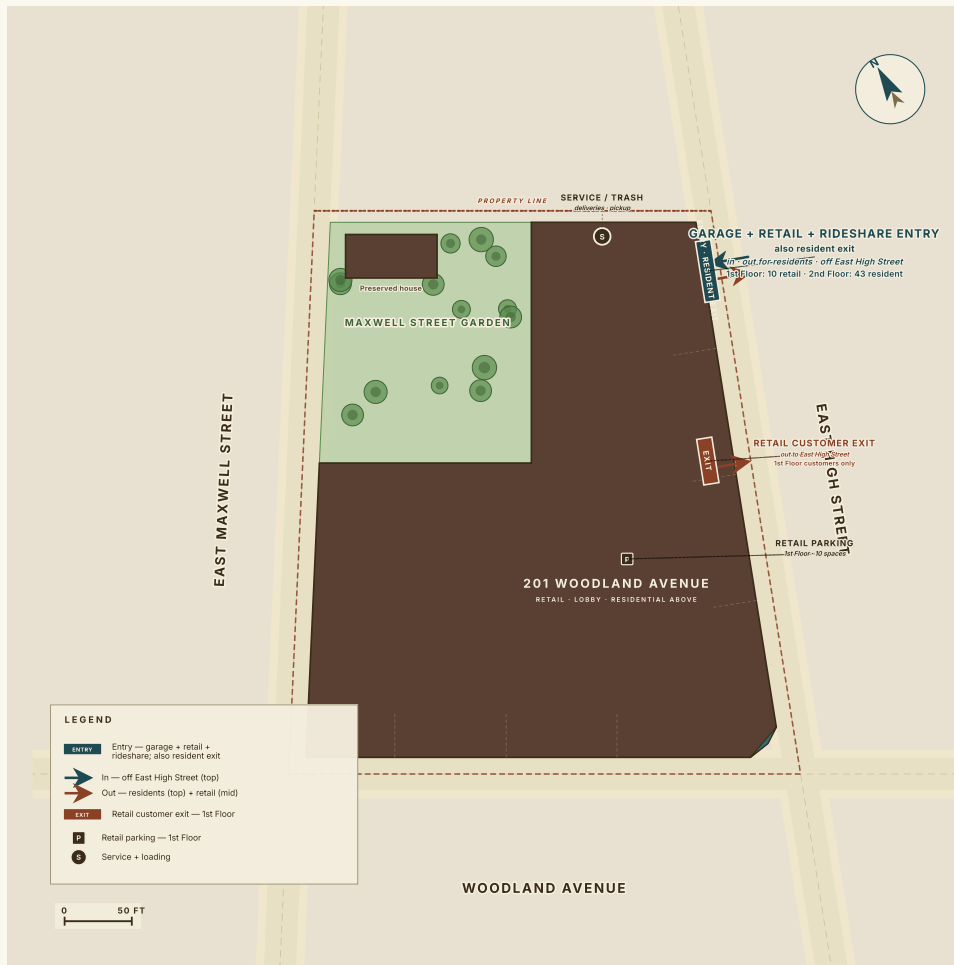 N
PROPERTY LINE
SERVICE / TRASH
deliveries · pickup
S
GARAGE + RETAIL + RIDESHARE ENTRY
also resident exit
in · out for residents · off East High Street
1st Floor: 10 retail · 2nd Floor: 43 resident
Y · RESIDENT
Preserved house
MAXWELL STREET GARDEN
EAST MAXWELL STREET
EAST HIGH STREET
RETAIL CUSTOMER EXIT
out to East High Street
1st Floor customers only
EXIT
RETAIL PARKING
1st Floor · 10 spaces
P
201 WOODLAND AVENUE
RETAIL · LOBBY · RESIDENTIAL ABOVE
LEGEND
ENTRY
Entry — garage + retail +
rideshare; also resident exit
In — off East High Street (top)
Out — residents (top) + retail (mid)
EXIT
Retail customer exit — 1st Floor
P
Retail parking — 1st Floor
S
Service + loading
0 50 FT
WOODLAND AVENUE